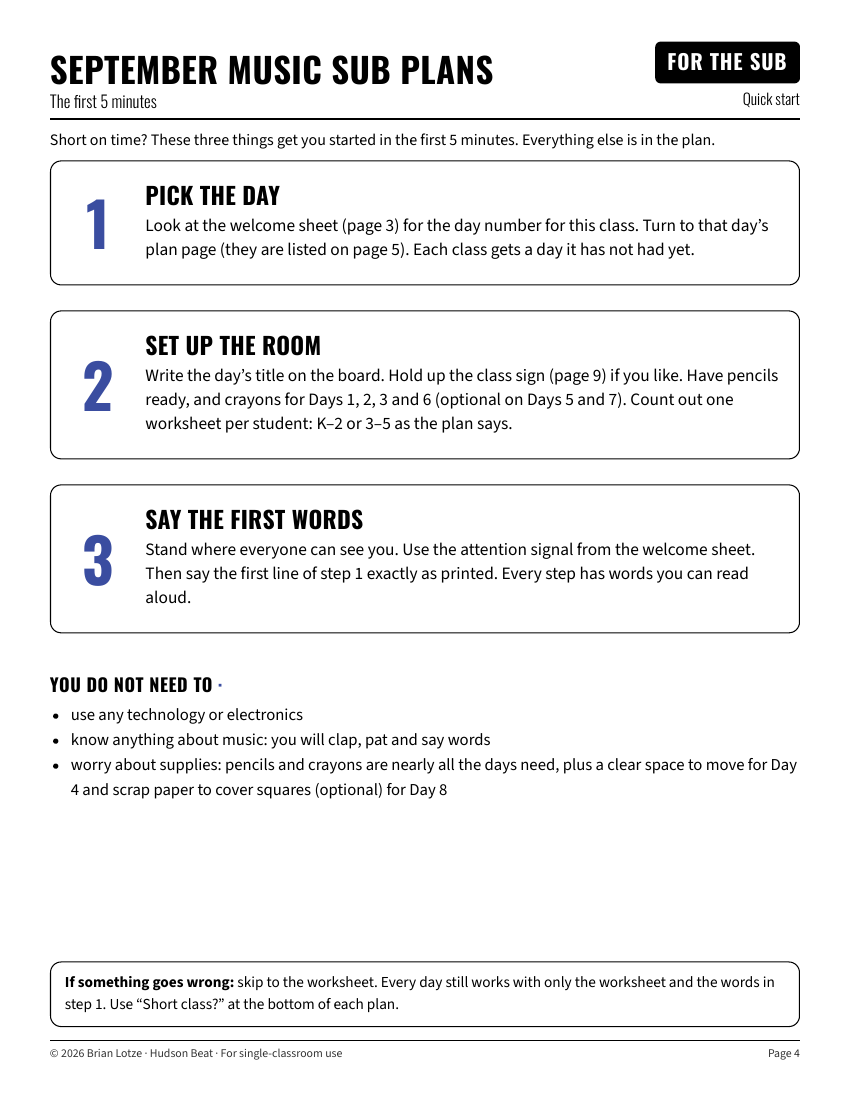 SEPTEMBER MUSIC SUB PLANS
FOR THE SUB
The first 5 minutes
Quick start
Short on time? These three things get you started in the first 5 minutes. Everything else is in the plan.
1
PICK THE DAY
Look at the welcome sheet (page 3) for the day number for this class. Turn to that day’s
plan page (they are listed on page 5). Each class gets a day it has not had yet.
2
SET UP THE ROOM
Write the day’s title on the board. Hold up the class sign (page 9) if you like. Have pencils
ready, and crayons for Days 1, 2, 3 and 6 (optional on Days 5 and 7). Count out one
worksheet per student: K–2 or 3–5 as the plan says.
3
SAY THE FIRST WORDS
Stand where everyone can see you. Use the attention signal from the welcome sheet.
Then say the first line of step 1 exactly as printed. Every step has words you can read
aloud.
YOU DO NOT NEED TO ·
• use any technology or electronics
• know anything about music: you will clap, pat and say words
• worry about supplies: pencils and crayons are nearly all the days need, plus a clear space to move for Day
4 and scrap paper to cover squares (optional) for Day 8
If something goes wrong: skip to the worksheet. Every day still works with only the worksheet and the words in
step 1. Use “Short class?” at the bottom of each plan.
© 2026 Brian Lotze · Hudson Beat · For single-classroom use
Page 4